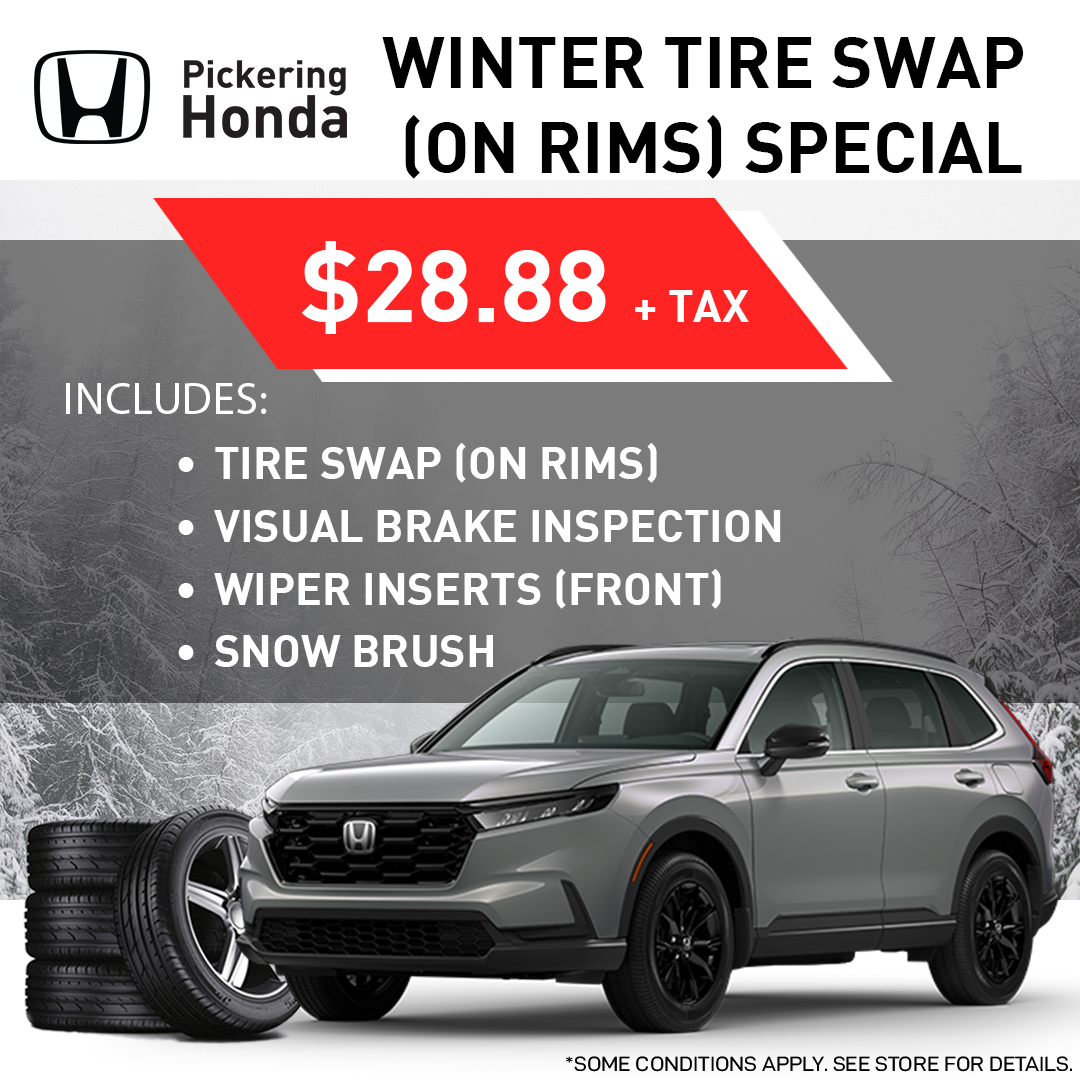 Pickering
Honda
WINTER TIRE SWAP
(ON RIMS) SPECIAL
$28.88 + TAX
INCLUDES:
• TIRE SWAP (ON RIMS)
• VISUAL BRAKE INSPECTION
• WIPER INSERTS (FRONT)
• SNOW BRUSH
*SOME CONDITIONS APPLY. SEE STORE FOR DETAILS.